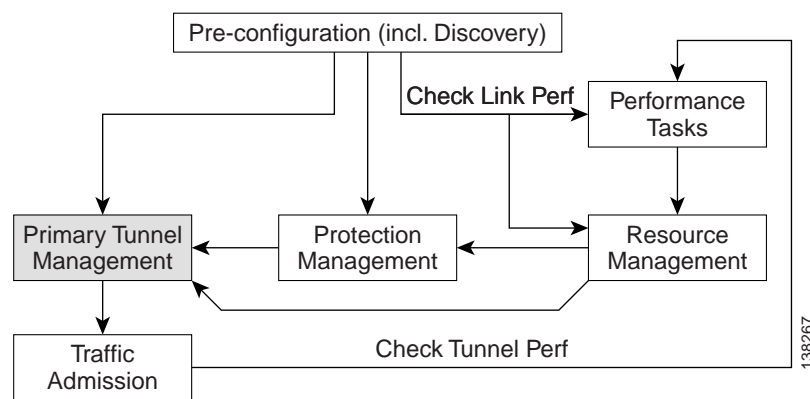 Pre-configuration (incl. Discovery)
Check Link Perf
Performance
Tasks
Primary Tunnel
Management
Protection
Management
Resource
Management
Traffic
Admission
Check Tunnel Perf
138267